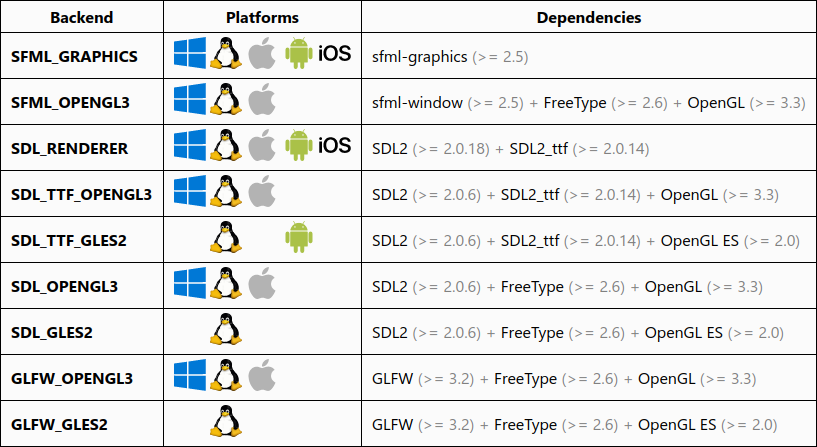 Backend Platforms Dependencies
SFML_GRAPHICS iOS sfml-graphics (>= 2.5)
SFML_OPENGL3 sfml-window (>= 2.5) + FreeType (>= 2.6) + OpenGL (>= 3.3)
SDL_RENDERER iOS SDL2 (>= 2.0.18) + SDL2_ttf (>= 2.0.14)
SDL_TTF_OPENGL3 SDL2 (>= 2.0.6) + SDL2_ttf (>= 2.0.14) + OpenGL (>= 3.3)
SDL_TTF_GLES2 SDL2 (>= 2.0.6) + SDL2_ttf (>= 2.0.14) + OpenGL ES (>= 2.0)
SDL_OPENGL3 SDL2 (>= 2.0.6) + FreeType (>= 2.6) + OpenGL (>= 3.3)
SDL_GLES2 SDL2 (>= 2.0.6) + FreeType (>= 2.6) + OpenGL ES (>= 2.0)
GLFW_OPENGL3 GLFW (>= 3.2) + FreeType (>= 2.6) + OpenGL (>= 3.3)
GLFW_GLES2 GLFW (>= 3.2) + FreeType (>= 2.6) + OpenGL ES (>= 2.0)